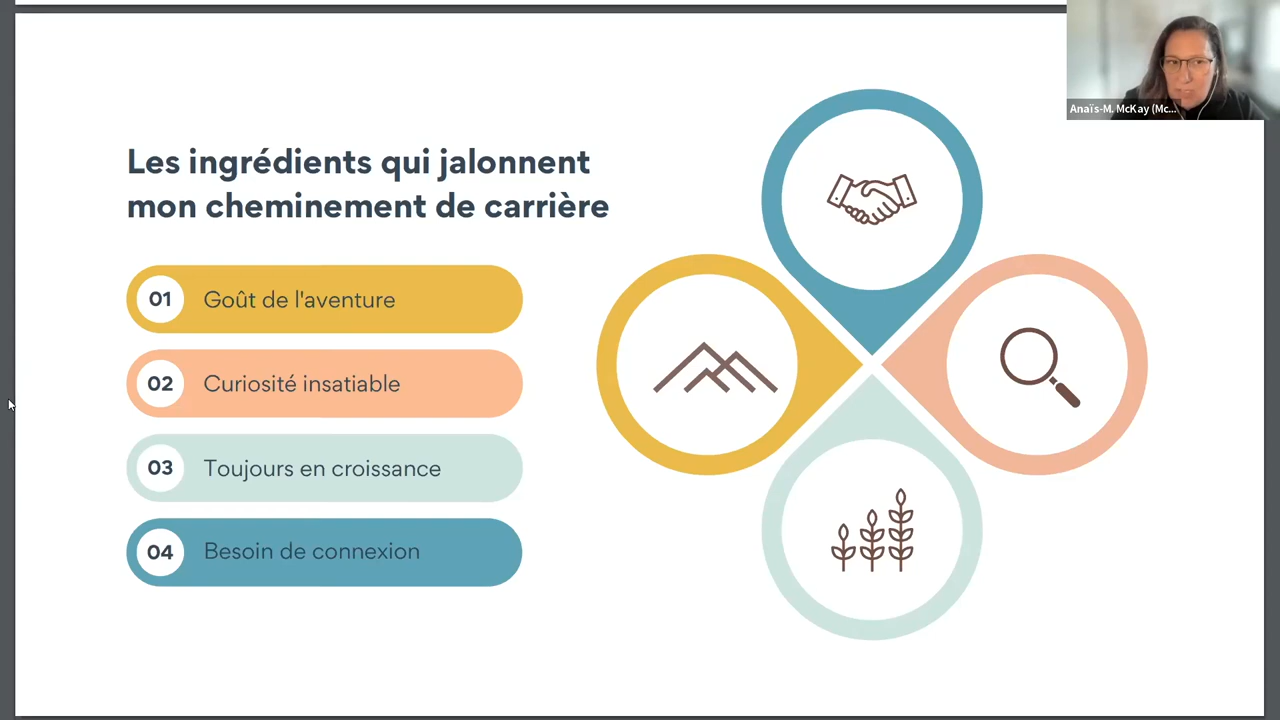 Les ingrédients qui jalonnent
mon cheminement de carrière
01 Goût de l'aventure
02 Curiosité insatiable
03 Toujours en croissance
04 Besoin de connexion
Anaïs-M. McKay (Mc...